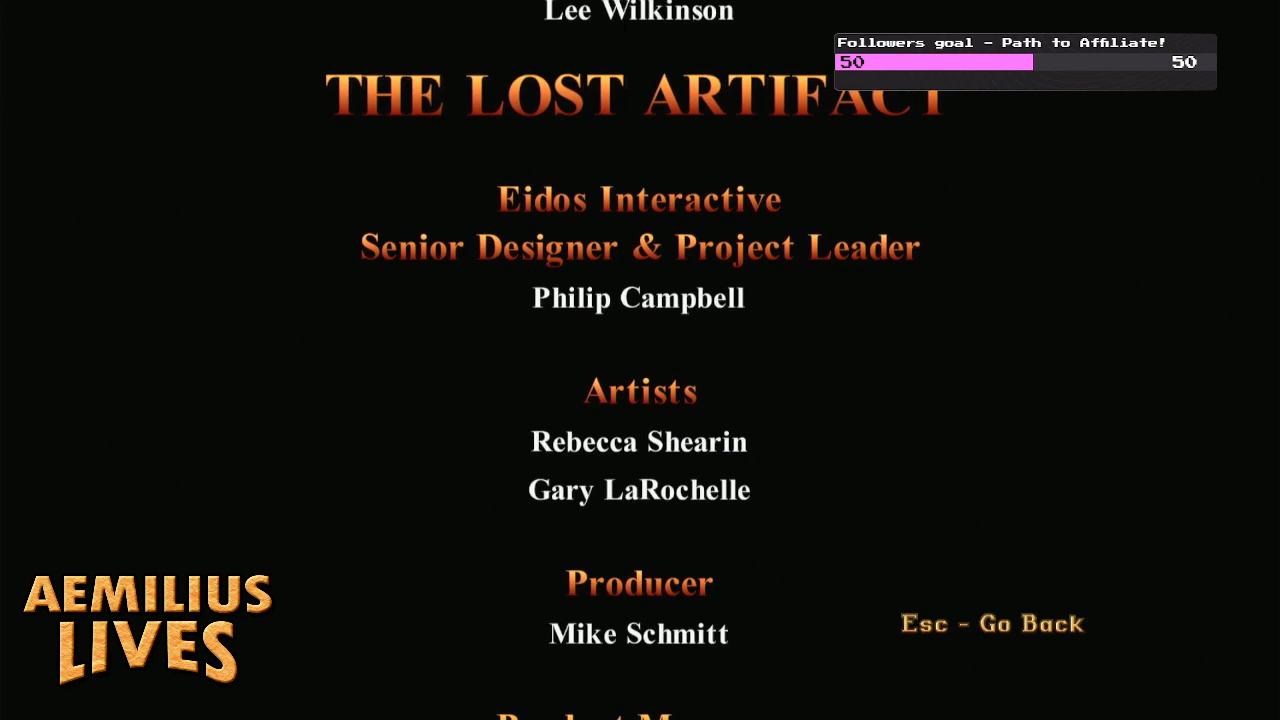 Lee Wilkinson
Followers goal - Path to Affiliate!
50 50
THE LOST ARTIFACT
Eidos Interactive
Senior Designer & Project Leader
Philip Campbell
Artists
Rebecca Shearin
Gary LaRochelle
Producer
Mike Schmitt
AEMILIUS
LIVES
Esc - Go Back